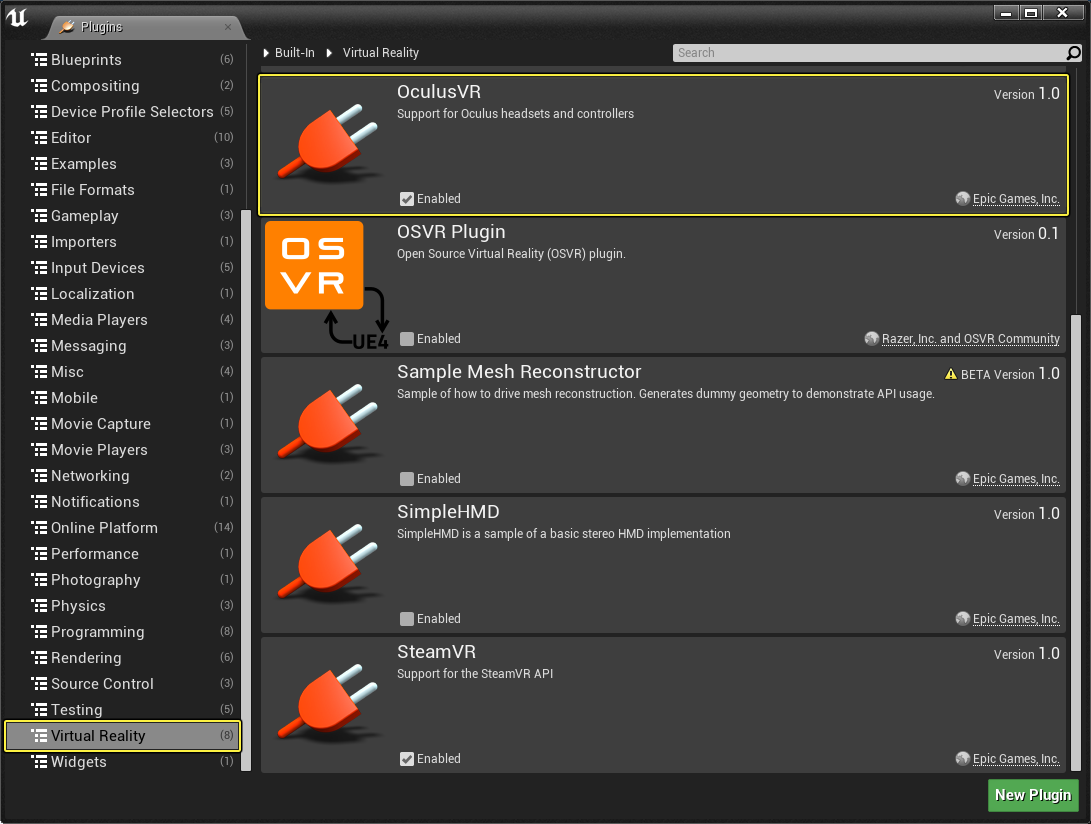 Plugins
Blueprints (6)
Compositing (2)
Device Profile Selectors (5)
Editor (10)
Examples (3)
File Formats (1)
Gameplay (3)
Importers (1)
Input Devices (5)
Localization (1)
Media Players (4)
Messaging (3)
Misc (4)
Mobile (1)
Movie Capture (1)
Movie Players (3)
Networking (2)
Notifications (1)
Online Platform (14)
Performance (1)
Photography (1)
Physics (3)
Programming (8)
Rendering (6)
Source Control (3)
Testing (5)
Virtual Reality (8)
Widgets (1)
Built-In Virtual Reality
Search
OculusVR Version 1.0
Support for Oculus headsets and controllers
Enabled Epic Games, Inc.
OS
VR
UE4
OSVR Plugin Version 0.1
Open Source Virtual Reality (OSVR) plugin.
Enabled Razer, Inc. and OSVR Community
Sample Mesh Reconstructor BETA Version 1.0
Sample of how to drive mesh reconstruction. Generates dummy geometry to demonstrate API usage.
Enabled Epic Games, Inc.
SimpleHMD Version 1.0
SimpleHMD is a sample of a basic stereo HMD implementation
Enabled Epic Games, Inc.
SteamVR Version 1.0
Support for the SteamVR API
Enabled Epic Games, Inc.
New Plugin